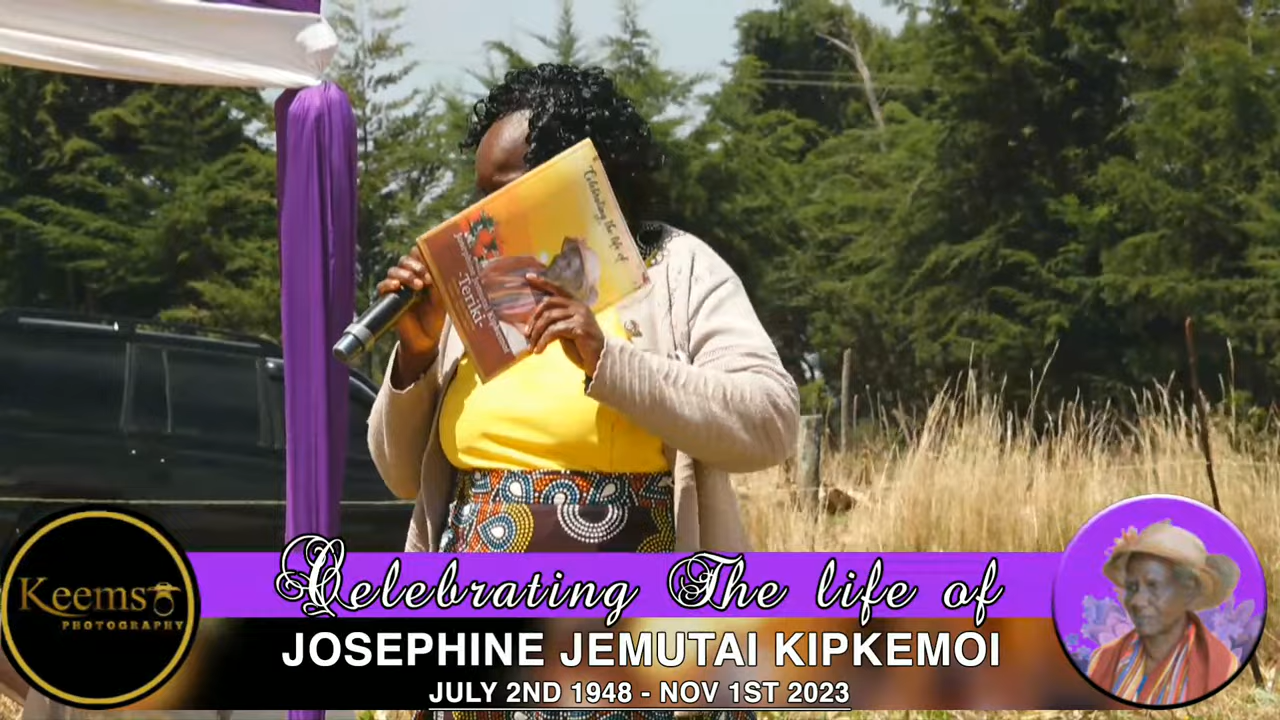 "Celebrating the life of
Teriki
Keems
PHOTOGRAPHY
Celebrating The life of
JOSEPHINE JEMUTAI KIPKEMOI
JULY 2ND 1948 - NOV 1ST 2023